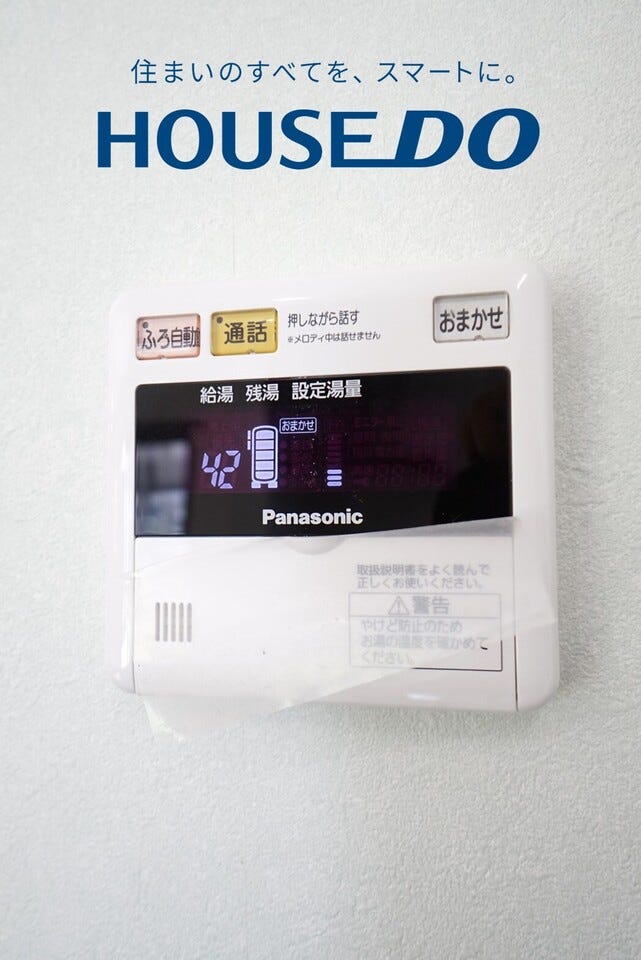 住まいのすべてを、スマートに。
HOUSEDO
ふろ自動
通話
押しながら話す
※メロディ中は話せません
おまかせ
給湯 残湯 設定湯量
42
おまかせ
Panasonic
取扱説明書をよく読んで
正しくお使いください。
⚠警告
やけど防止のため
お湯の温度を確かめて
ください。